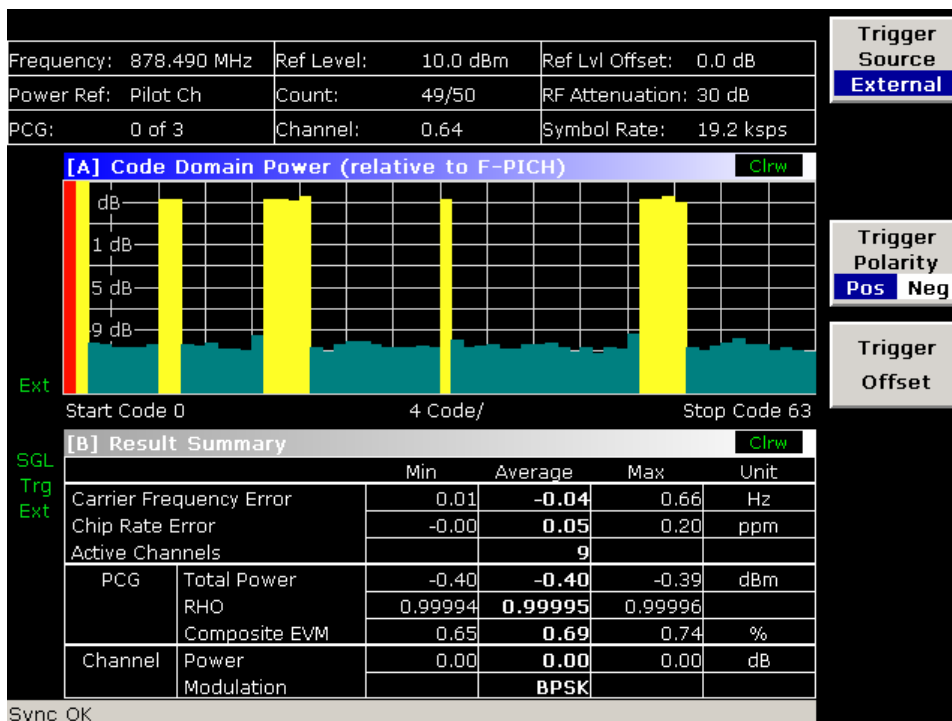 Frequency: 878.490 MHz Ref Level: 10.0 dBm Ref Lvl Offset: 0.0 dB
Power Ref: Pilot Ch Count: 49/50 RF Attenuation: 30 dB
PCG: 0 of 3 Channel: 0.64 Symbol Rate: 19.2 ksps
Trigger
Source
External
[A] Code Domain Power (relative to F-PICH) Clrw
dB
1 dB
5 dB
9 dB
Ext
Start Code 0 4 Code/ Stop Code 63
Trigger
Polarity
Pos Neg
Trigger
Offset
[B] Result Summary Clrw
SGL
Trg
Ext
Min Average Max Unit
Carrier Frequency Error 0.01 -0.04 0.66 Hz
Chip Rate Error -0.00 0.05 0.20 ppm
Active Channels 9
PCG Total Power -0.40 -0.40 -0.39 dBm
RHO 0.99994 0.99995 0.99996
Composite EVM 0.65 0.69 0.74 %
Channel Power 0.00 0.00 0.00 dB
Modulation BPSK
Sync OK